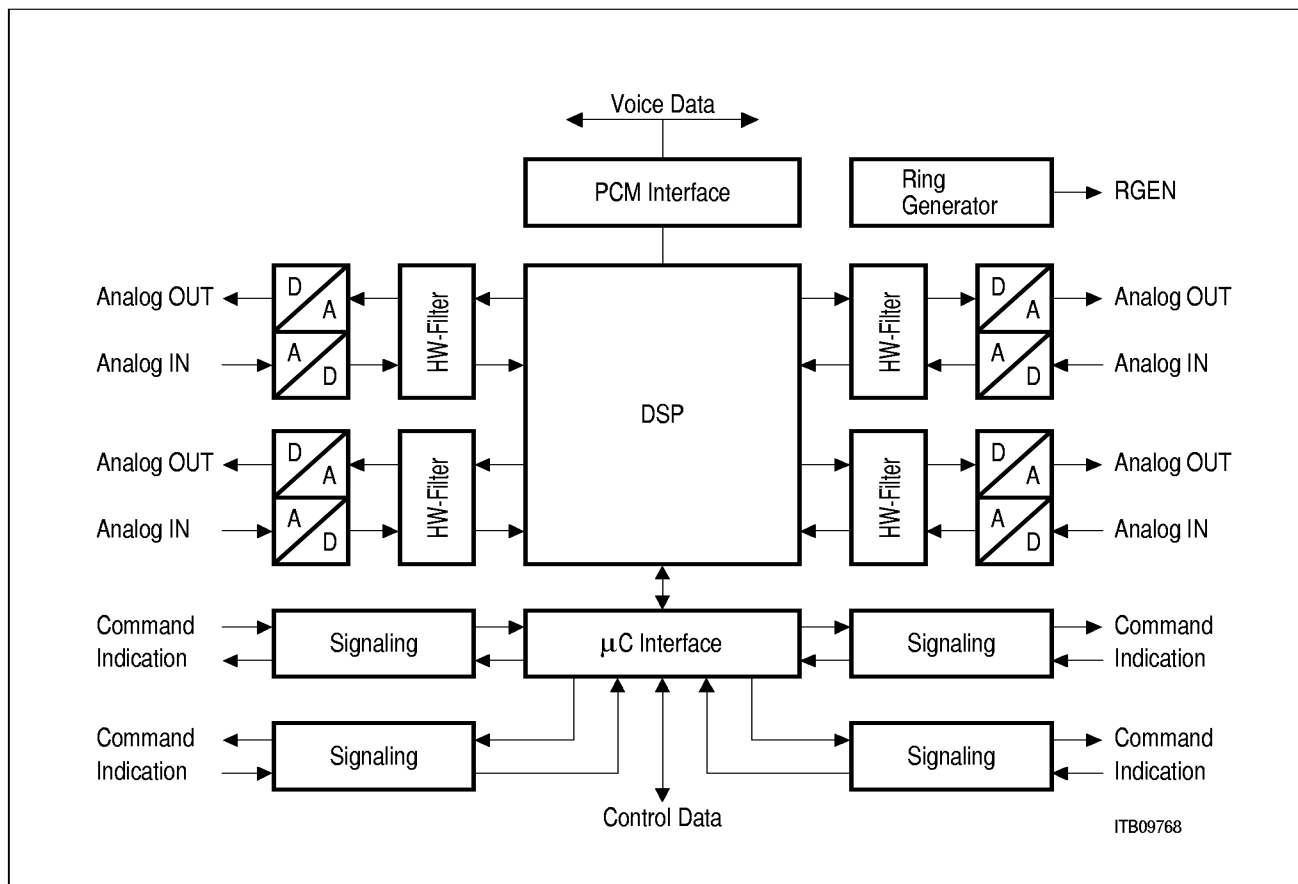 Voice Data
PCM Interface
Ring
Generator
RGEN
Analog OUT
D
A
HW-Filter
D
A
Analog OUT
Analog IN
A
D
A
D
HW-Filter
Analog IN
DSP
Analog OUT
D
A
HW-Filter
D
A
Analog OUT
Analog IN
A
D
A
D
HW-Filter
Analog IN
Command
Indication
Signaling
µC Interface
Signaling
Command
Indication
Command
Indication
Signaling
Signaling
Command
Indication
Control Data
ITB09768